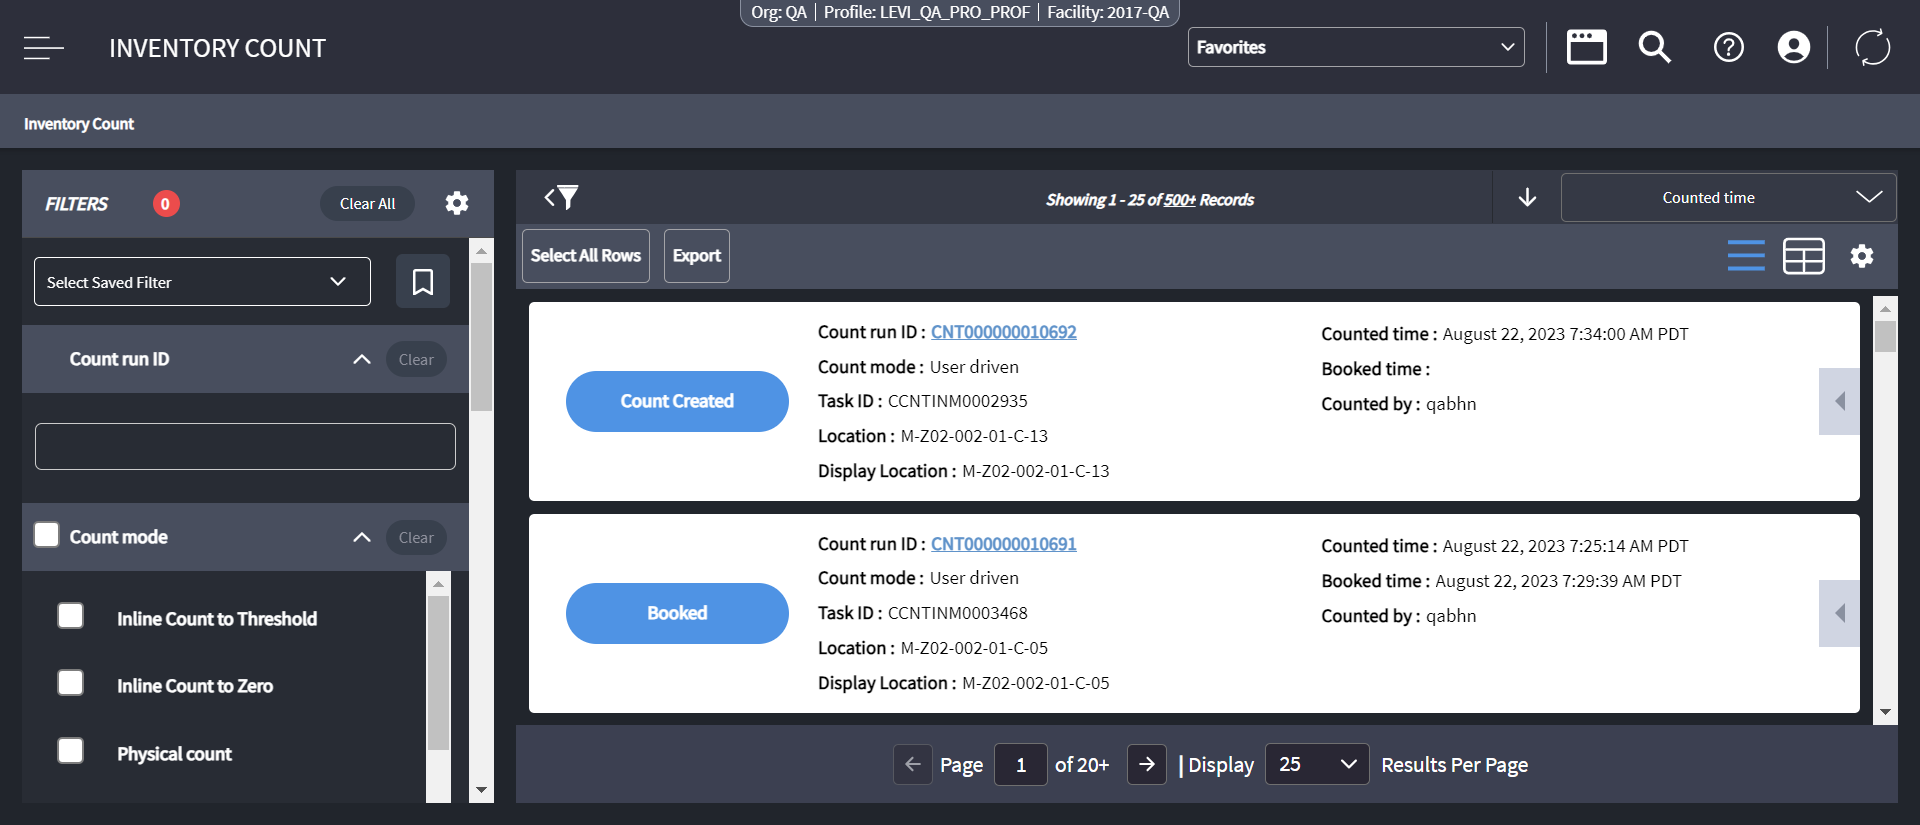 Org: QA | Profile: LEVI_QA_PRO_PROF | Facility: 2017-QA
INVENTORY COUNT
Favorites
Inventory Count
FILTERS 0 Clear All
Select Saved Filter
Count run ID Clear
Count mode Clear
Inline Count to Threshold
Inline Count to Zero
Physical count
Showing 1 - 25 of 500+ Records
Counted time
Select All Rows Export
Count Created
Count run ID : CNT000000010692
Count mode : User driven
Task ID : CCNTINM0002935
Location : M-Z02-002-01-C-13
Display Location : M-Z02-002-01-C-13
Counted time : August 22, 2023 7:34:00 AM PDT
Booked time :
Counted by : qabhn
Booked
Count run ID : CNT000000010691
Count mode : User driven
Task ID : CCNTINM0003468
Location : M-Z02-002-01-C-05
Display Location : M-Z02-002-01-C-05
Counted time : August 22, 2023 7:25:14 AM PDT
Booked time : August 22, 2023 7:29:39 AM PDT
Counted by : qabhn
Page 1 of 20+ | Display 25 Results Per Page